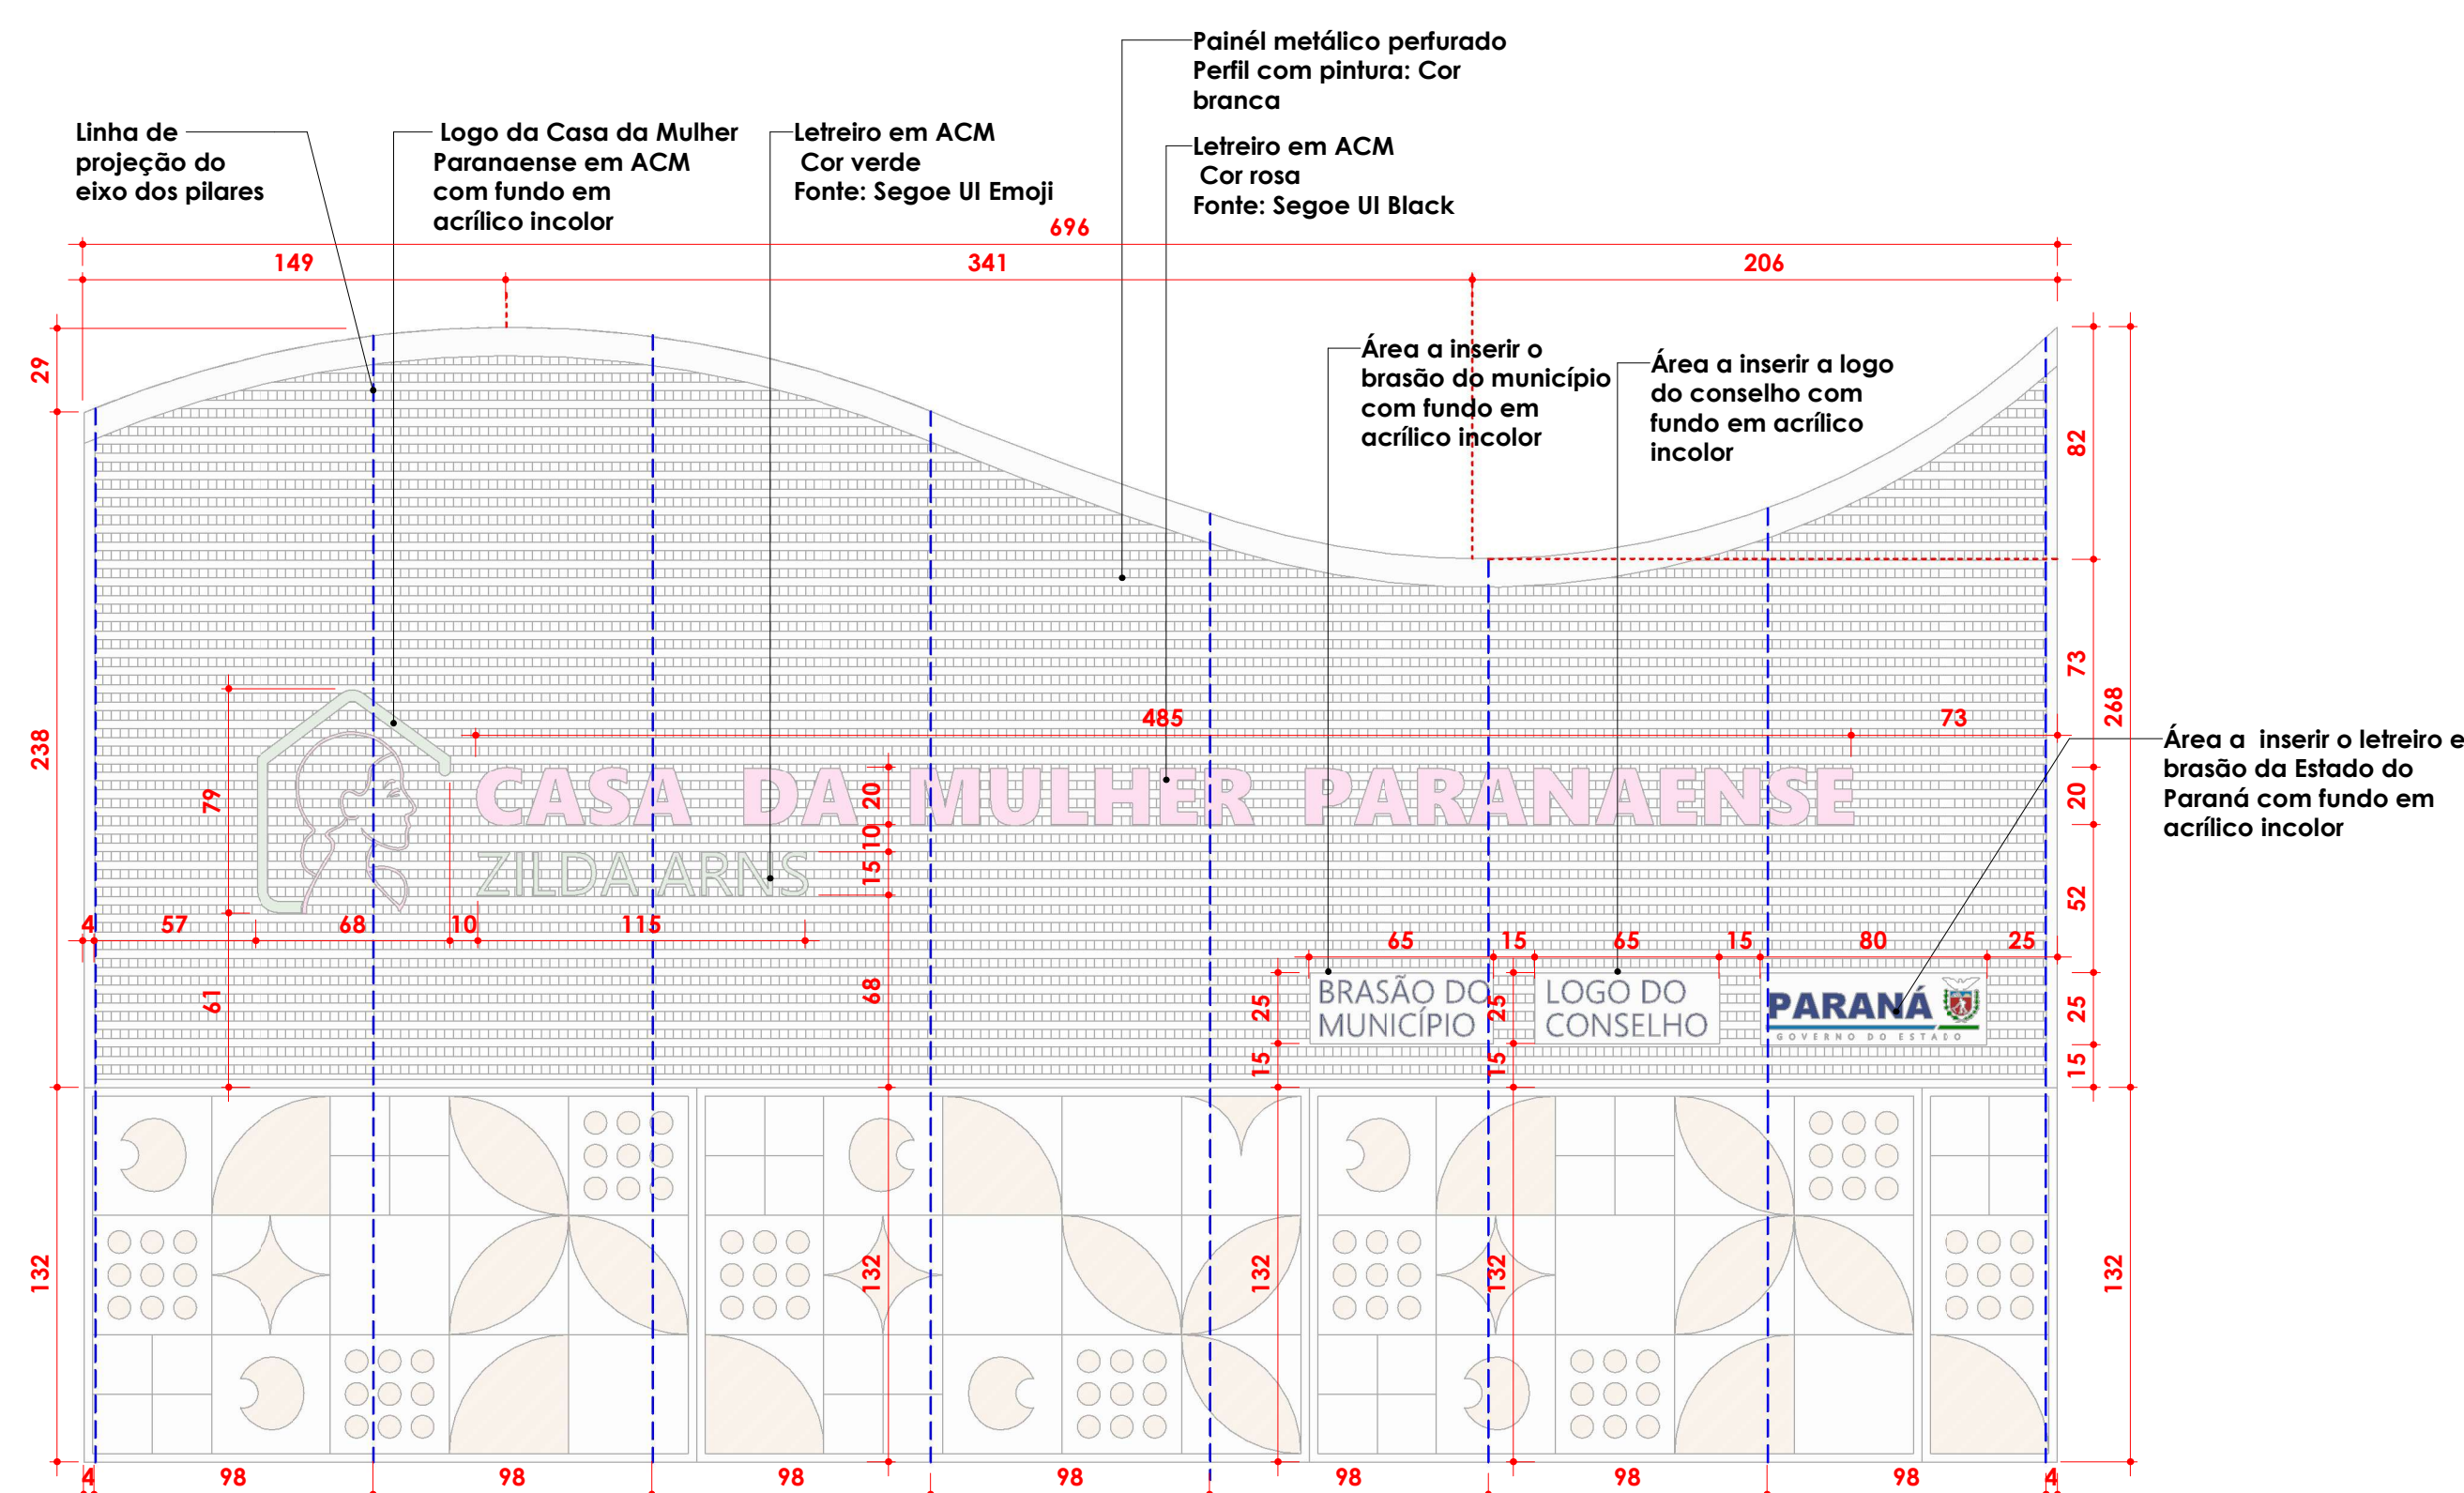 Painél metálico perfurado
Perfil com pintura: Cor
branca
Linha de
projeção do
eixo dos pilares
Logo da Casa da Mulher
Paranaense em ACM
com fundo em
acrílico incolor
Letreiro em ACM
Cor verde
Fonte: Segoe UI Emoji
Letreiro em ACM
Cor rosa
Fonte: Segoe UI Black
696
149 341 206
29
Área a inserir o
brasão do município
com fundo em
acrílico incolor
Área a inserir a logo
do conselho com
fundo em acrílico
incolor
82
73
268
238
485 73
Área a  inserir o letreiro e
brasão da Estado do
Paraná com fundo em
acrílico incolor
79
CASA DA MULHER PARANAENSE
20
20
10
ZILDA ARNS
15
52
4 57 68 10 115
65 15 65 15 80 25
61
68
25
BRASÃO DO
MUNICÍPIO
25
LOGO DO
CONSELHO
PARANÁ
GOVERNO DO ESTADO
25
15
15
15
132
132
132
132
132
4 98 98 98 98 98 98 98 4